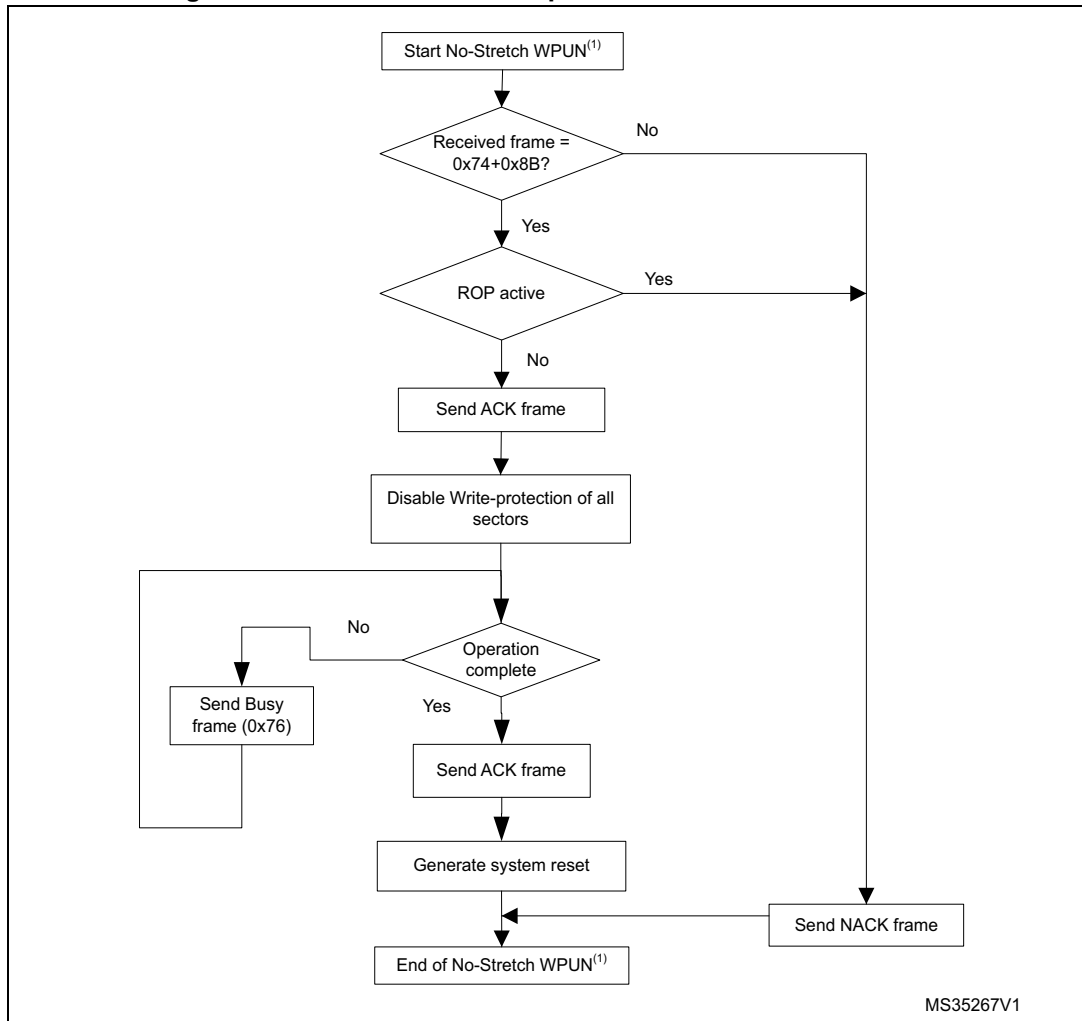 Start No-Stretch WPUN(1)
Received frame =
0x74+0x8B?
No
Yes
ROP active
Yes
No
Send ACK frame
Disable Write-protection of all
sectors
No
Operation
complete
Send Busy
frame (0x76)
Yes
Send ACK frame
Generate system reset
Send NACK frame
End of No-Stretch WPUN(1)
MS35267V1